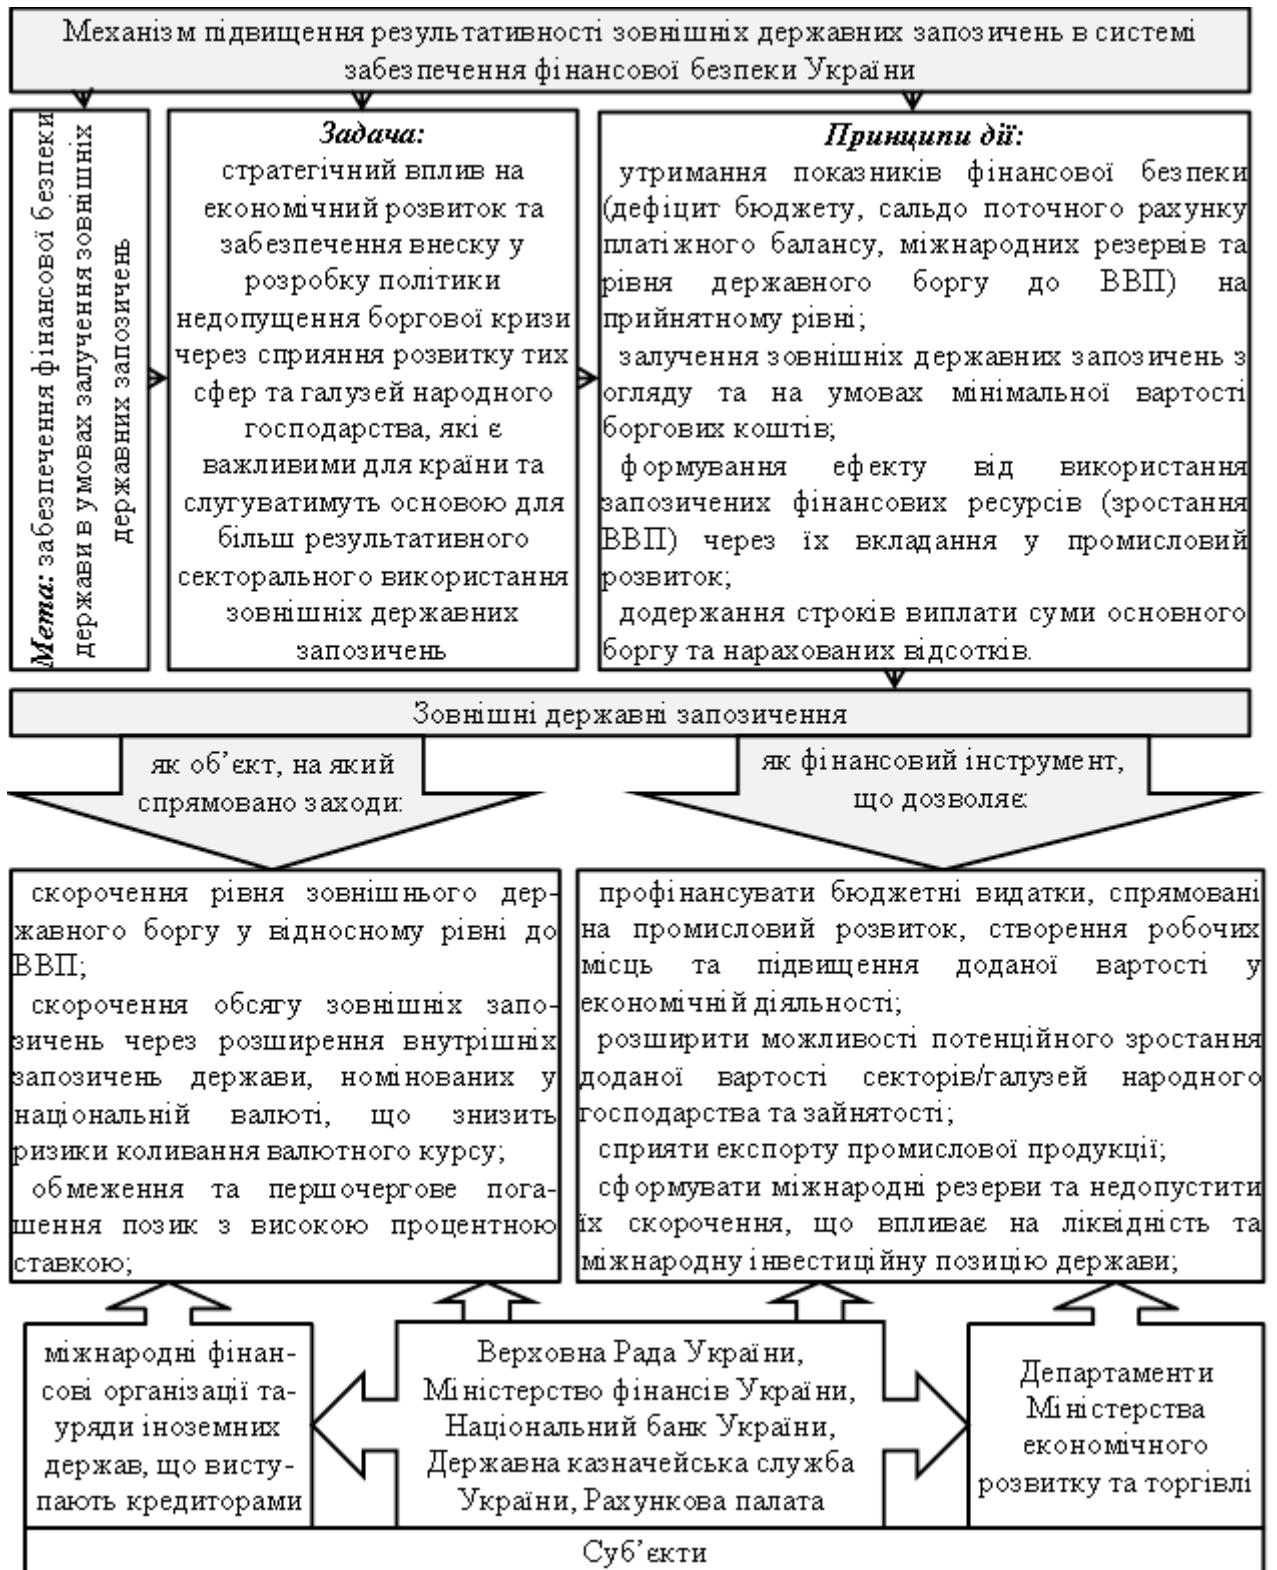 Механізм підвищення результативності зовнішніх державних запозичень в системі
забезпечення фінансової безпеки України
Мета: забезпечення фінансової безпеки
держави в умовах залучення зовнішніх
державних запозичень
Задача:
стратегічний вплив на
економічний розвиток та
забезпечення внеску у
розробку політики
недопущення боргової кризи
через сприяння розвитку тих
сфер та галузей народного
господарства, які є
важливими для країни та
слугуватимуть основою для
більш результативного
секторального використання
зовнішніх державних
запозичень
Принципи дії:
утримання показників фінансової безпеки
(дефіцит бюджету, сальдо поточного рахунку
платіжного балансу, міжнародних резервів та
рівня державного боргу до ВВП) на
прийнятному рівні;
залучення зовнішніх державних запозичень з
огляду та на умовах мінімальної вартості
боргових коштів;
формування ефекту від використання
запозичених фінансових ресурсів (зростання
ВВП) через їх вкладання у промисловий
розвиток;
додержання строків виплати суми основного
боргу та нарахованих відсотків.
Зовнішні державні запозичення
як об’єкт, на який
спрямовано заходи:
як фінансовий інструмент,
що дозволяє:
скорочення рівня зовнішнього дер-
жавного боргу у відносному рівні до
ВВП;
скорочення обсягу зовнішніх запо-
зичень через розширення внутрішніх
запозичень держави, номінованих у
національній валюті, що знизить
ризики коливання валютного курсу;
обмеження та першочергове пога-
шення позик з високою процентною
ставкою;
профінансувати бюджетні видатки, спрямовані
на промисловий розвиток, створення робочих
місць та підвищення доданої вартості у
економічній діяльності;
розширити можливості потенційного зростання
доданої вартості секторів/галузей народного
господарства та зайнятості;
сприяти експорту промислової продукції;
сформувати міжнародні резерви та недопустити
їх скорочення, що впливає на ліквідність та
міжнародну інвестиційну позицію держави;
міжнародні фінан-
сові організації та-
уряди іноземних
держав, що висту-
пають кредиторами
Верховна Рада України,
Міністерство фінансів України,
Національний банк України,
Державна казначейська служба
України, Рахункова палата
Департаменти
Міністерства
економічного
розвитку та торгівлі
Суб’єкти